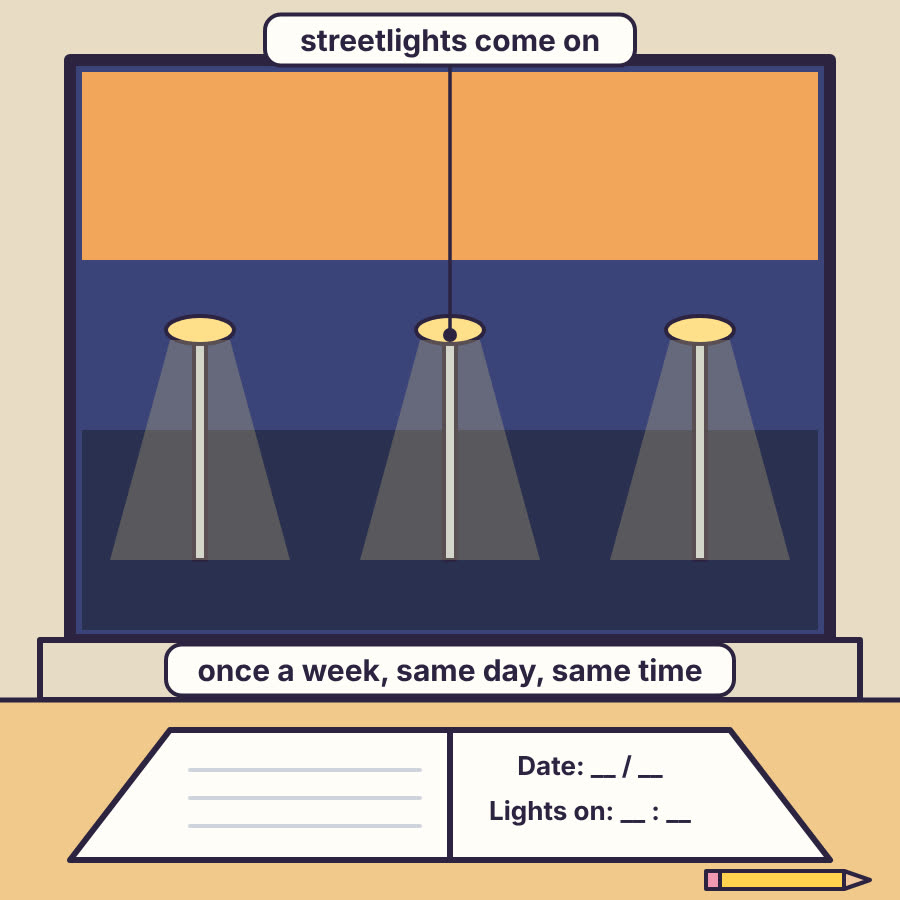 streetlights come on
once a week, same day, same time
Date: __ / __
Lights on: __ : __